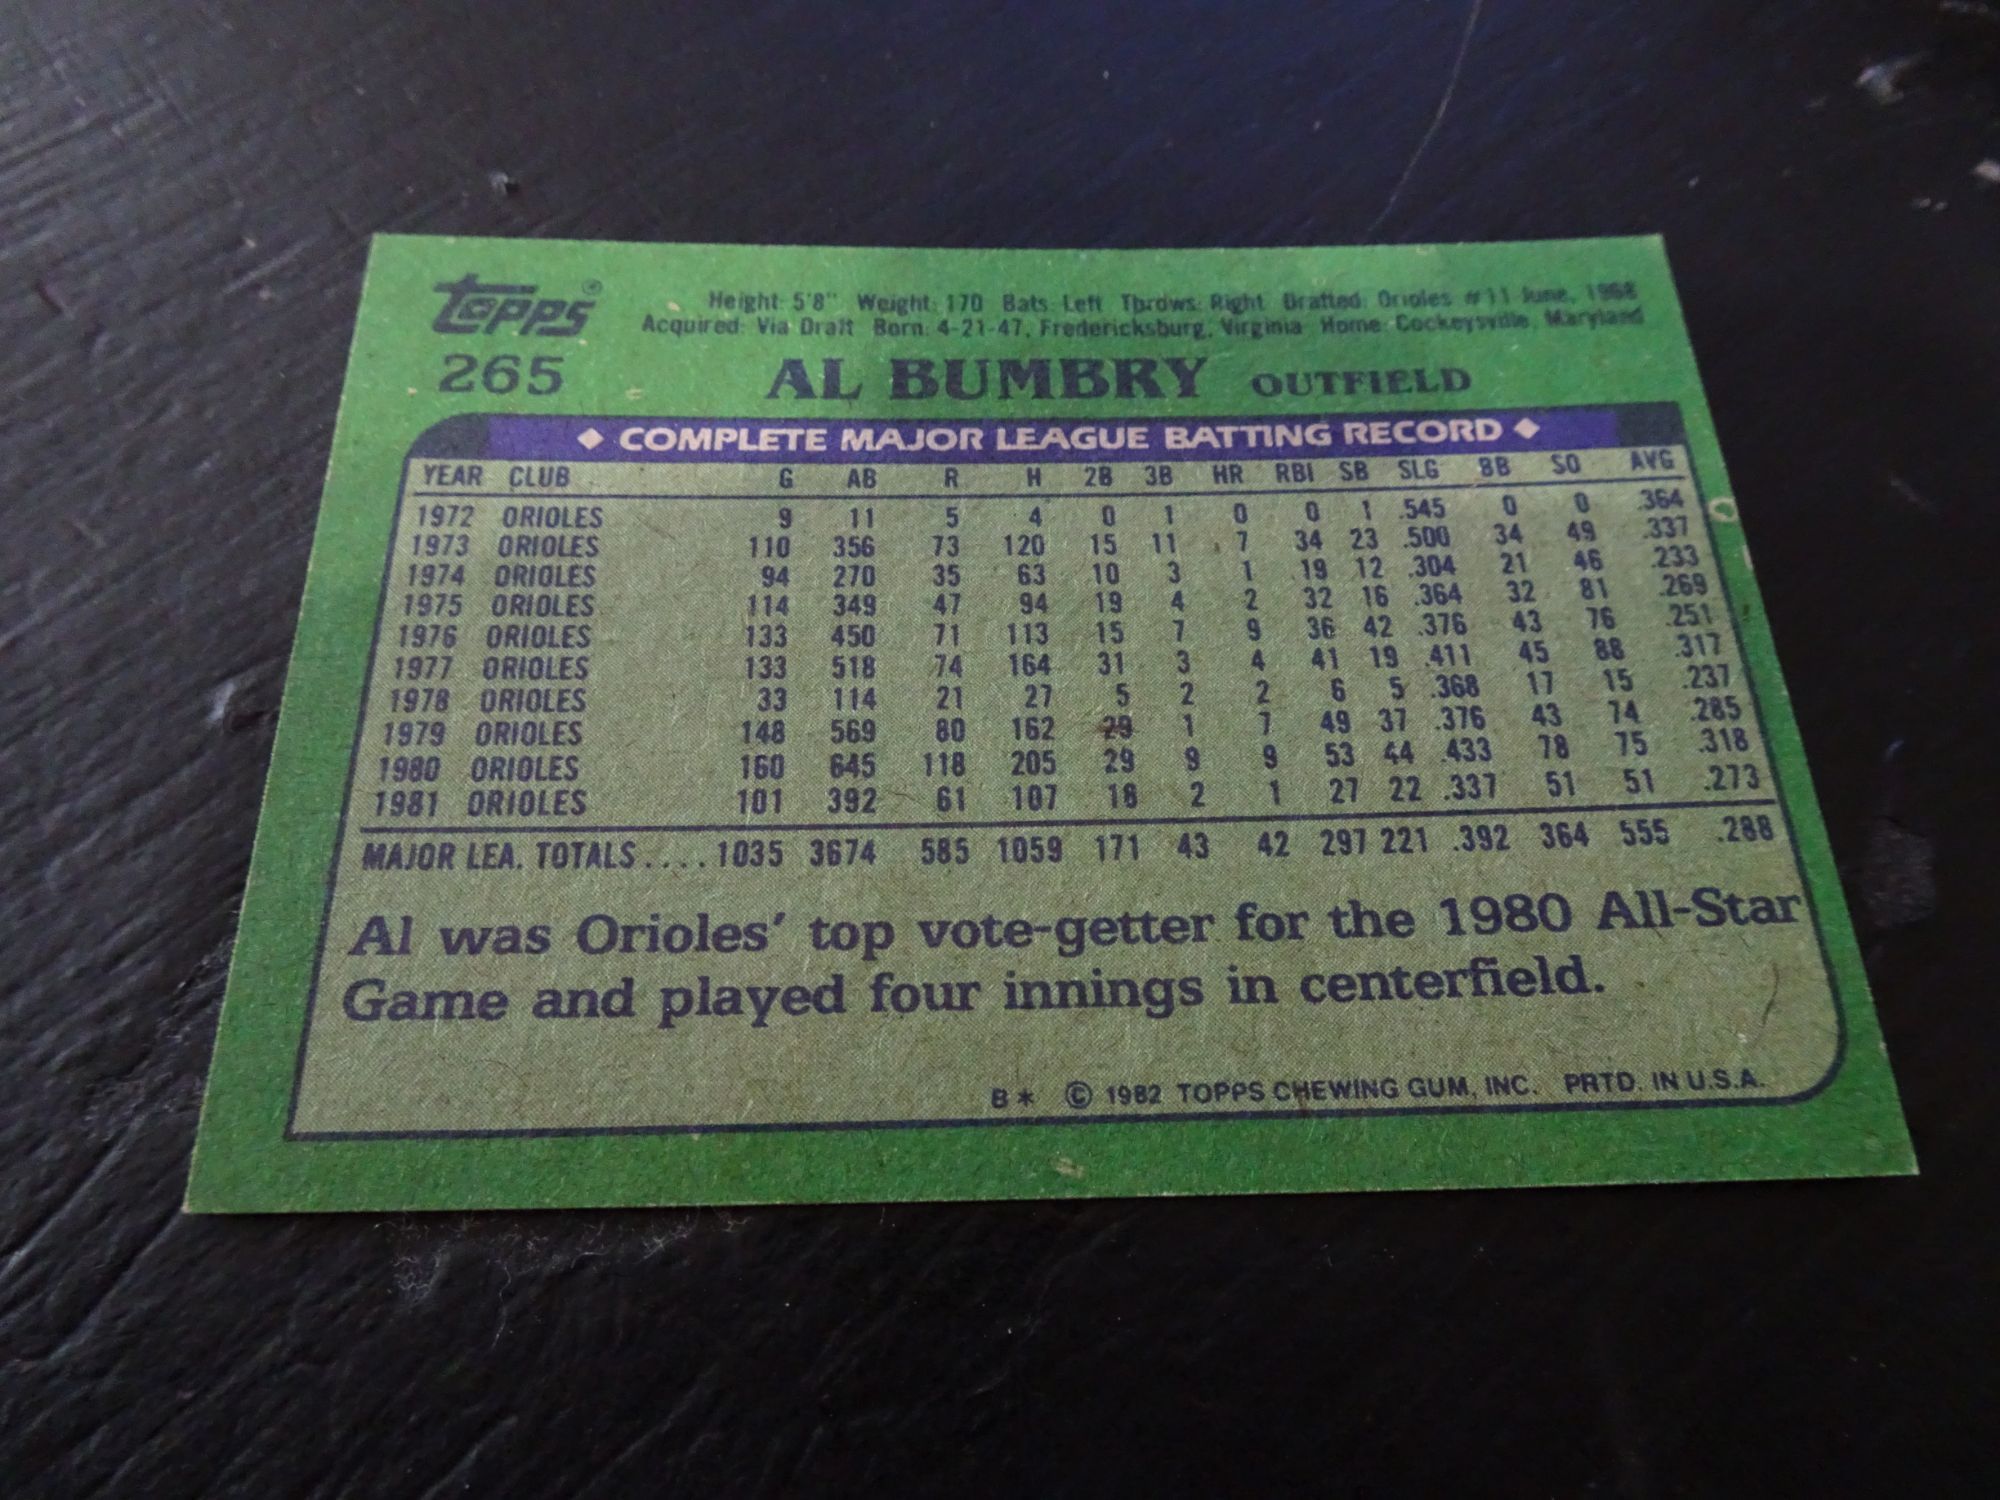 Topps®
Height: 5'8" Weight: 170 Bats: Left Throws: Right Drafted: Orioles #11 June, 1968
Acquired: Via Draft Born: 4-21-47, Fredericksburg, Virginia Home: Cockeysville, Maryland
265 AL BUMBRY OUTFIELD
◆ COMPLETE MAJOR LEAGUE BATTING RECORD ◆
YEAR CLUB G AB R H 2B 3B HR RBI SB SLG BB SO AVG
1972 ORIOLES 9 11 5 4 0 1 0 0 1 .545 0 0 .364
1973 ORIOLES 110 356 73 120 15 11 7 34 23 .500 34 49 .337
1974 ORIOLES 94 270 35 63 10 3 1 19 12 .304 21 46 .233
1975 ORIOLES 114 349 47 94 19 4 2 32 16 .364 32 81 .269
1976 ORIOLES 133 450 71 113 15 7 9 36 42 .376 43 76 .251
1977 ORIOLES 133 518 74 164 31 3 4 41 19 .411 45 88 .317
1978 ORIOLES 33 114 21 27 5 2 2 6 5 .368 17 15 .237
1979 ORIOLES 148 569 80 162 29 1 7 49 37 .376 43 74 .285
1980 ORIOLES 160 645 118 205 29 9 9 53 44 .433 78 75 .318
1981 ORIOLES 101 392 61 107 18 2 1 27 22 .337 51 51 .273
MAJOR LEA. TOTALS.... 1035 3674 585 1059 171 43 42 297 221 .392 364 555 .288
Al was Orioles' top vote-getter for the 1980 All-Star
Game and played four innings in centerfield.
B* © 1982 TOPPS CHEWING GUM, INC. PRTD. IN U.S.A.